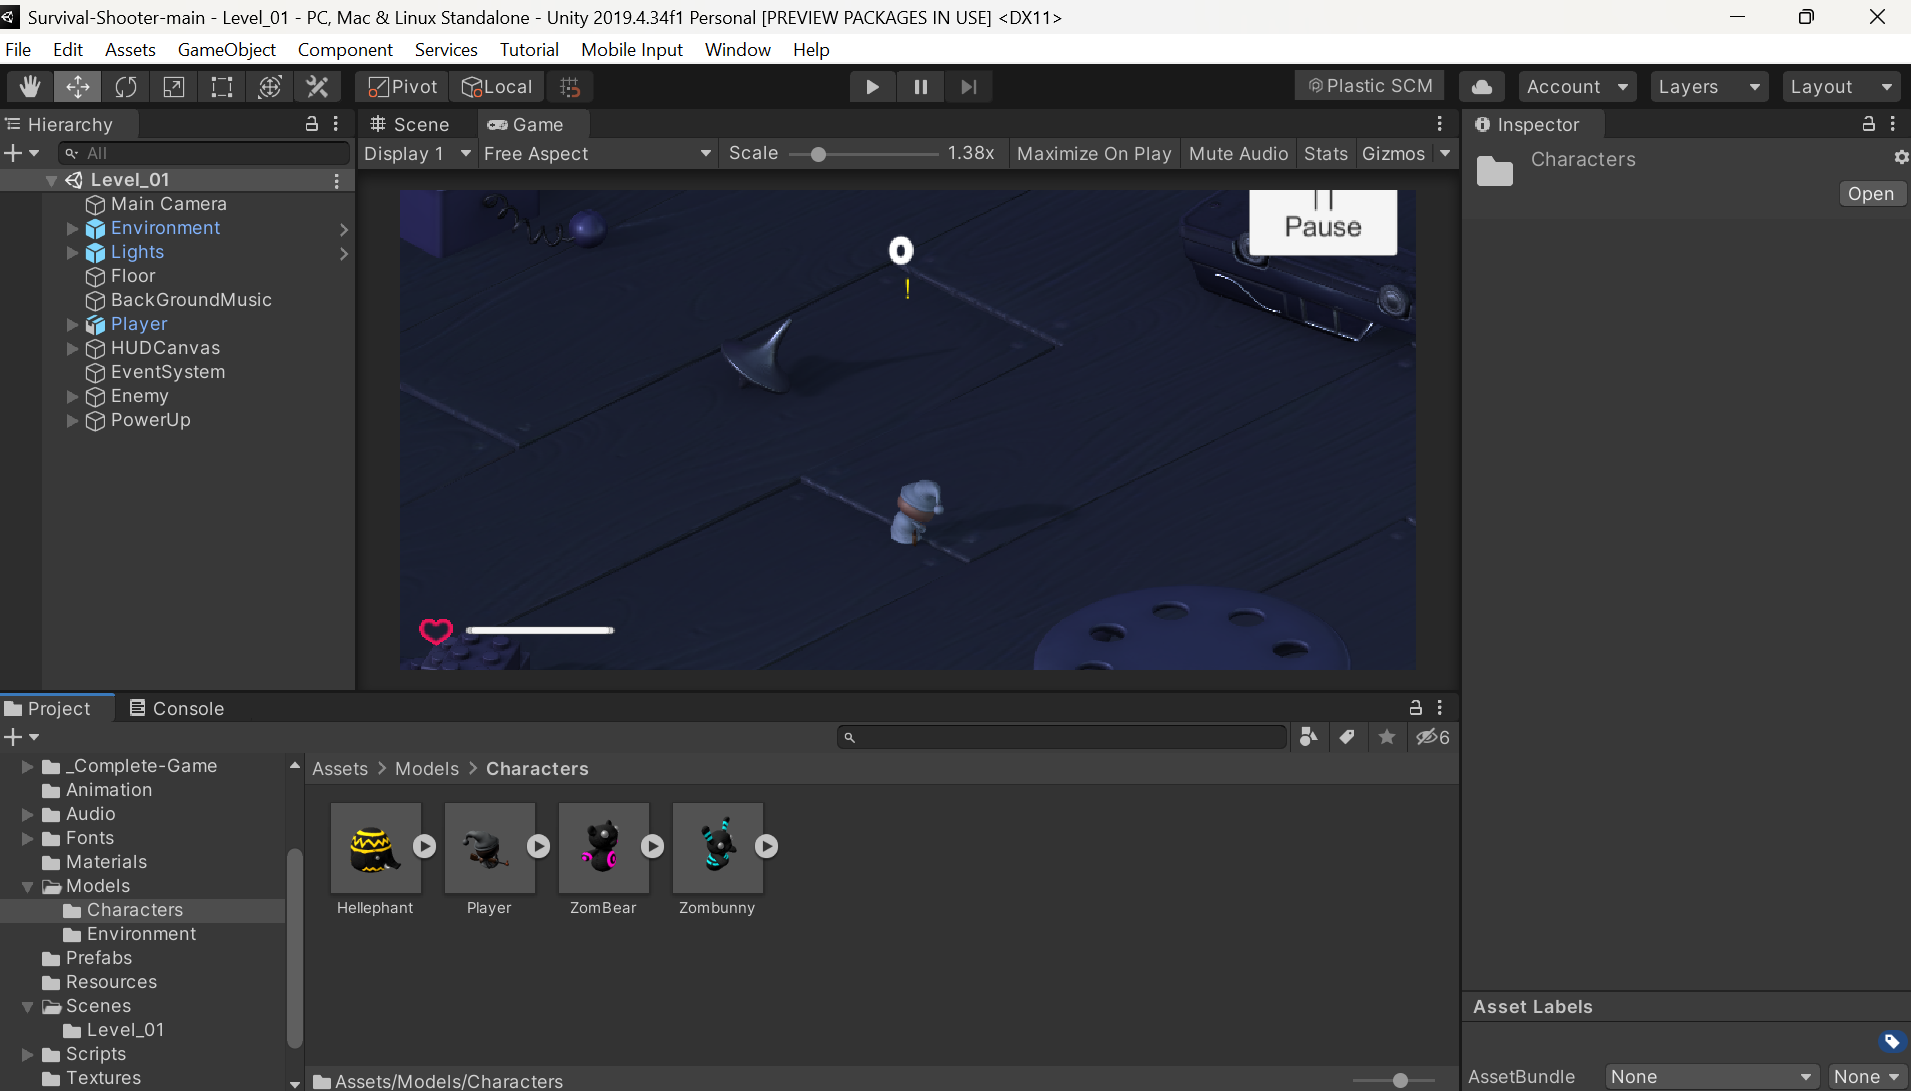 Survival-Shooter-main - Level_01 - PC, Mac & Linux Standalone - Unity 2019.4.34f1 Personal [PREVIEW PACKAGES IN USE] <DX11>
File Edit Assets GameObject Component Services Tutorial Mobile Input Window Help
Pivot Local Plastic SCM Account Layers Layout
Hierarchy
All
Level_01
Main Camera
Environment
Lights
Floor
BackGroundMusic
Player
HUDCanvas
EventSystem
Enemy
PowerUp
Scene Game
Display 1 Free Aspect Scale 1.38x Maximize On Play Mute Audio Stats Gizmos
Pause
0
!
Inspector
Characters
Open
Project Console
6
_Complete-Game
Animation
Audio
Fonts
Materials
Models
Characters
Environment
Prefabs
Resources
Scenes
Level_01
Scripts
Textures
Assets > Models > Characters
Hellephant Player ZomBear Zombunny
Assets/Models/Characters
Asset Labels
AssetBundle None None